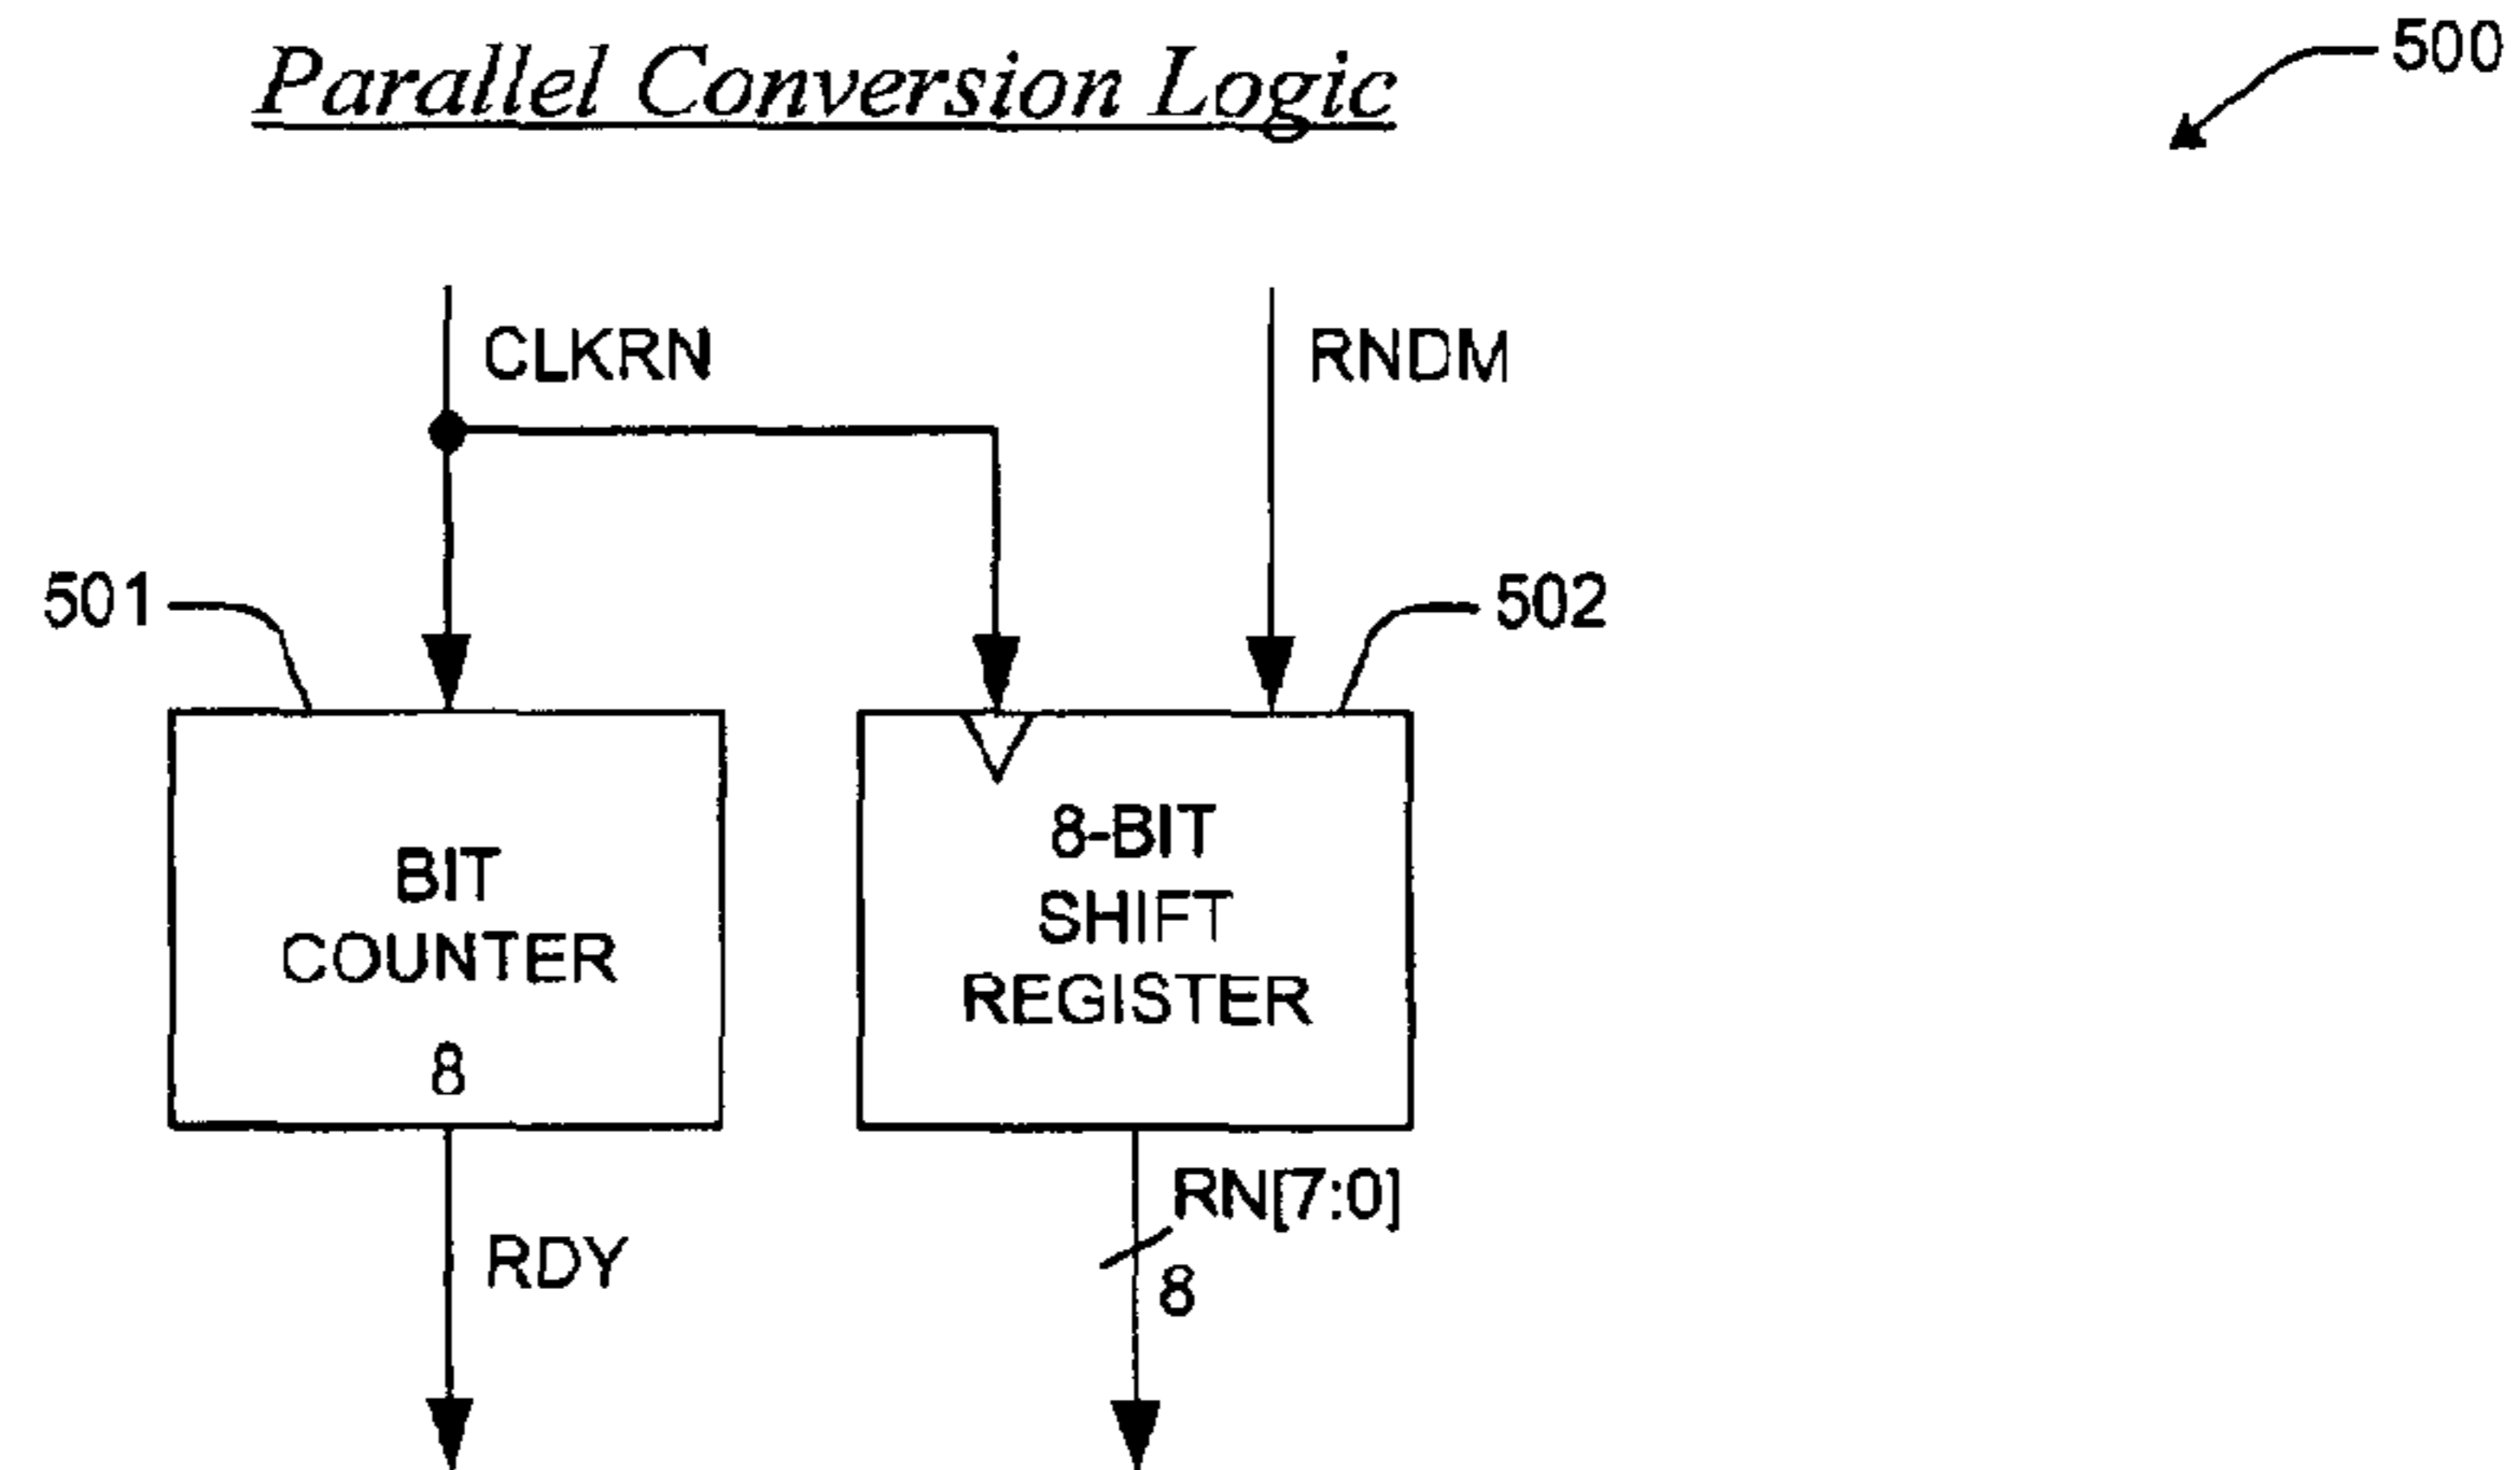 Parallel Conversion Logic
500
CLKRN
RNDM
501
502
BIT
COUNTER
8
8-BIT
SHIFT
REGISTER
RDY
RN[7:0]
8